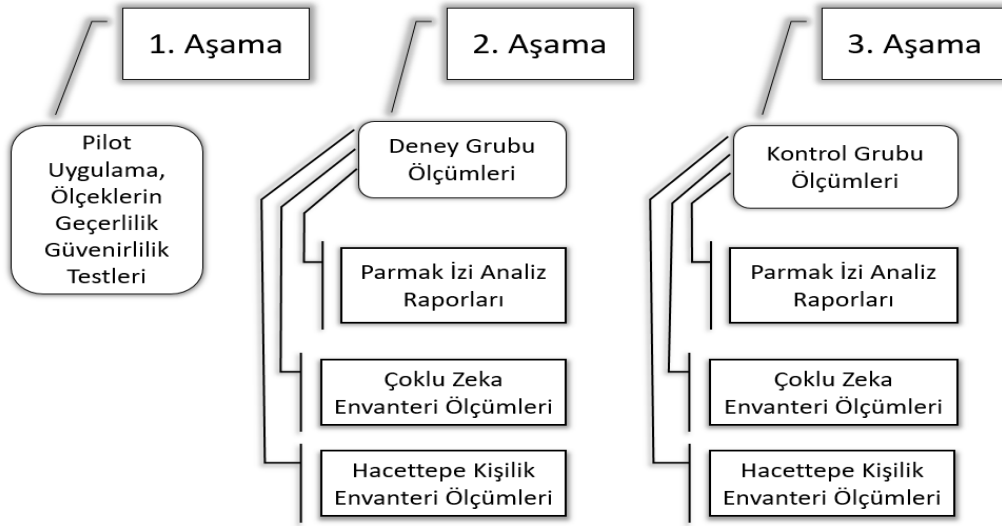 1. Aşama
Pilot
Uygulama,
Ölçeklerin
Geçerlilik
Güvenirlilik
Testleri
2. Aşama
Deney Grubu
Ölçümleri
Parmak İzi Analiz
Raporları
Çoklu Zeka
Envanteri Ölçümleri
Hacettepe Kişilik
Envanteri Ölçümleri
3. Aşama
Kontrol Grubu
Ölçümleri
Parmak İzi Analiz
Raporları
Çoklu Zeka
Envanteri Ölçümleri
Hacettepe Kişilik
Envanteri Ölçümleri